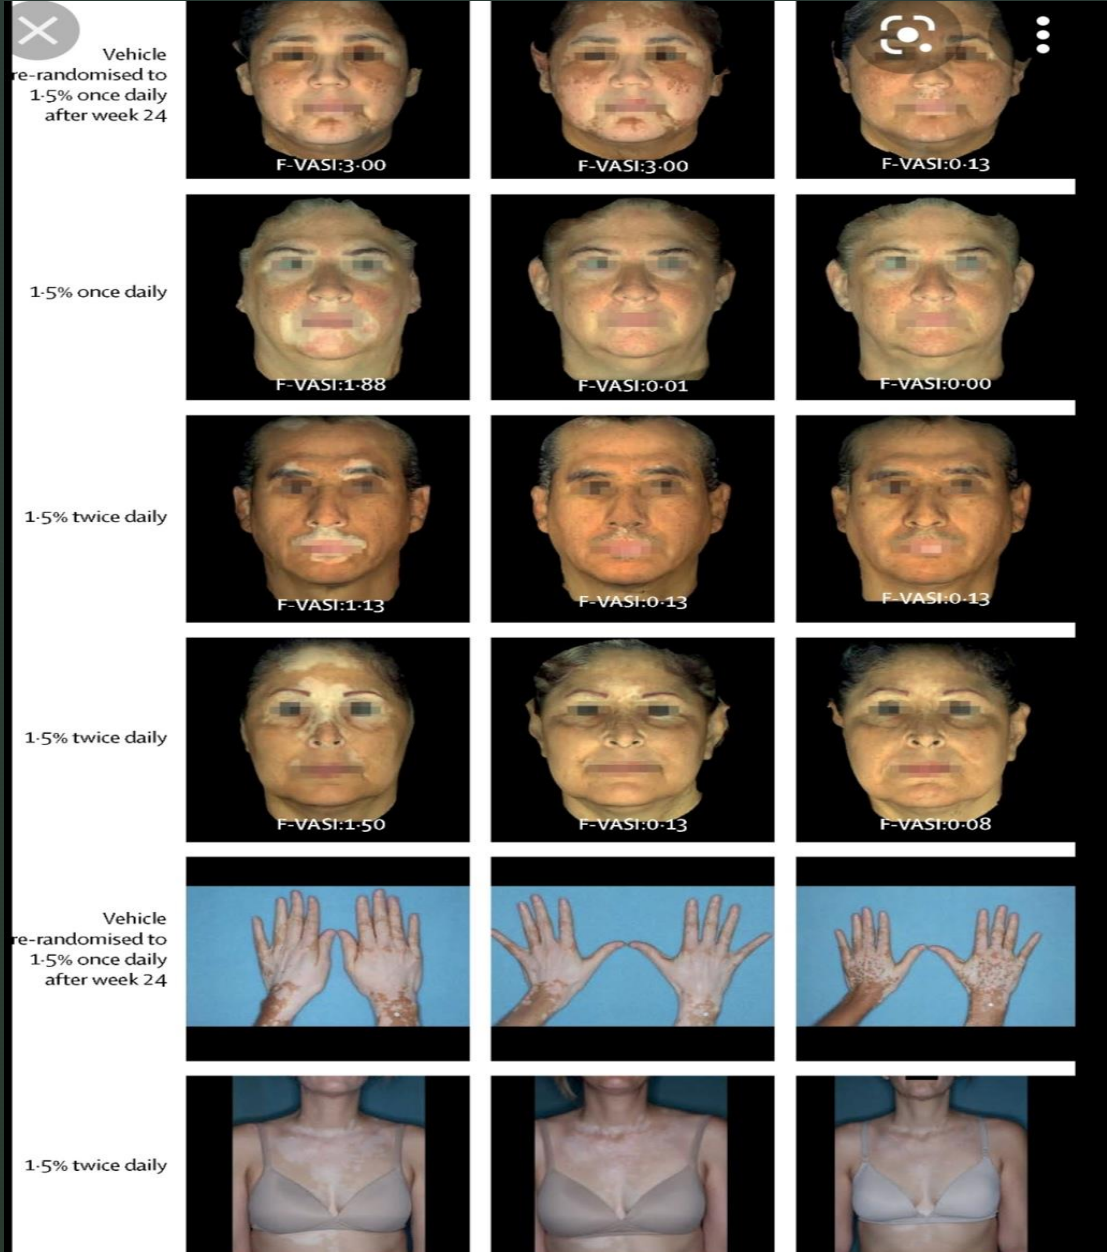 Vehicle
re-randomised to
1·5% once daily
after week 24
F-VASI:3·00
F-VASI:3·00
F-VASI:0·13
1·5% once daily
F-VASI:1·88
F-VASI:0·01
F-VASI:0·00
1·5% twice daily
F-VASI:1·13
F-VASI:0·13
F-VASI:0·13
1·5% twice daily
F-VASI:1·50
F-VASI:0·13
F-VASI:0·08
Vehicle
re-randomised to
1·5% once daily
after week 24
1·5% twice daily